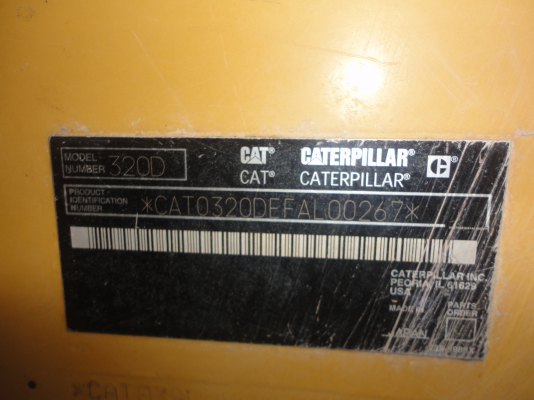 MODEL NUMBER 320D
CAT® CATERPILLAR® C®
CAT® CATERPILLAR®
PRODUCT IDENTIFICATION NUMBER *CAT0320DEFAL00267*
CATERPILLAR INC.
PEORIA, IL 61629
USA
MADE IN
JAPAN
PARTS ORDER